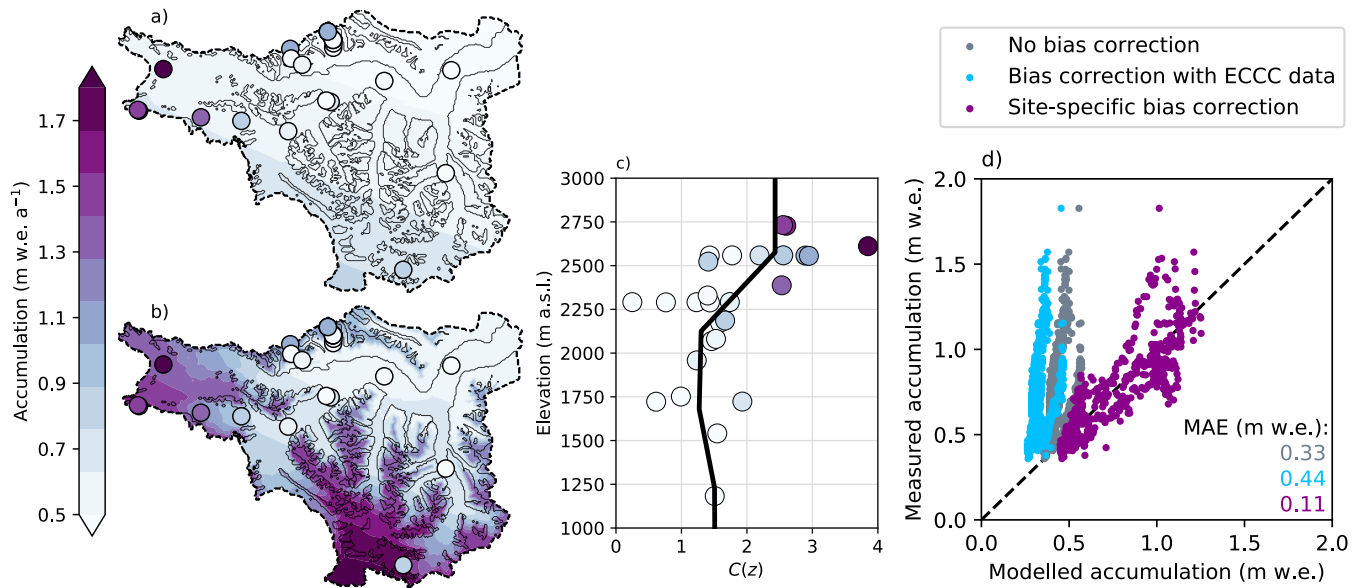 a)
Accumulation (m w.e. a⁻¹)
1.7
1.5
1.3
1.1
0.9
0.7
0.5
b)
c)
Elevation (m a.s.l.)
3000
2750
2500
2250
2000
1750
1500
1250
1000
0 1 2 3 4
C(z)
No bias correction
Bias correction with ECCC data
Site-specific bias correction
d)
Measured accumulation (m w.e.)
2.0
1.5
1.0
0.5
0.0
MAE (m w.e.):
0.33
0.44
0.11
0.0 0.5 1.0 1.5 2.0
Modelled accumulation (m w.e.)